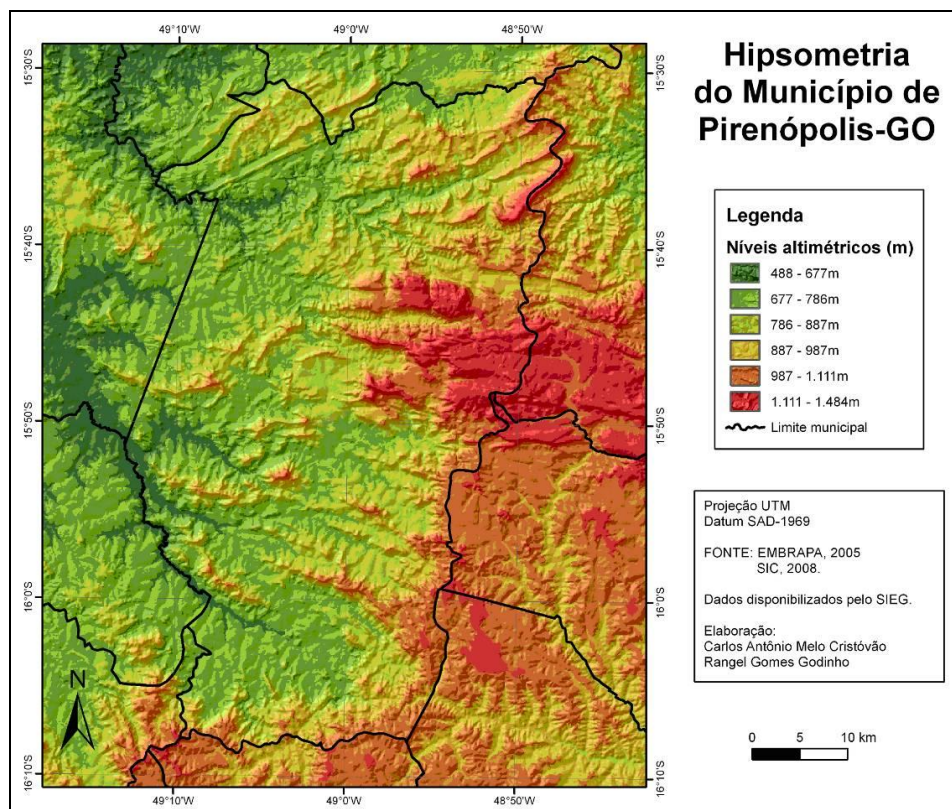 Hipsometria
do Município de
Pirenópolis-GO
49°10'W 49°0'W 48°50'W
15°30'S 15°30'S
15°40'S 15°40'S
15°50'S 15°50'S
16°0'S 16°0'S
16°10'S 16°10'S
49°10'W 49°0'W 48°50'W
N
Legenda
Níveis altimétricos (m)
488 - 677m
677 - 786m
786 - 887m
887 - 987m
987 - 1.111m
1.111 - 1.484m
Limite municipal
Projeção UTM
Datum SAD-1969
FONTE: EMBRAPA, 2005
SIC, 2008.
Dados disponibilizados pelo SIEG.
Elaboração:
Carlos Antônio Melo Cristóvão
Rangel Gomes Godinho
0 5 10 km